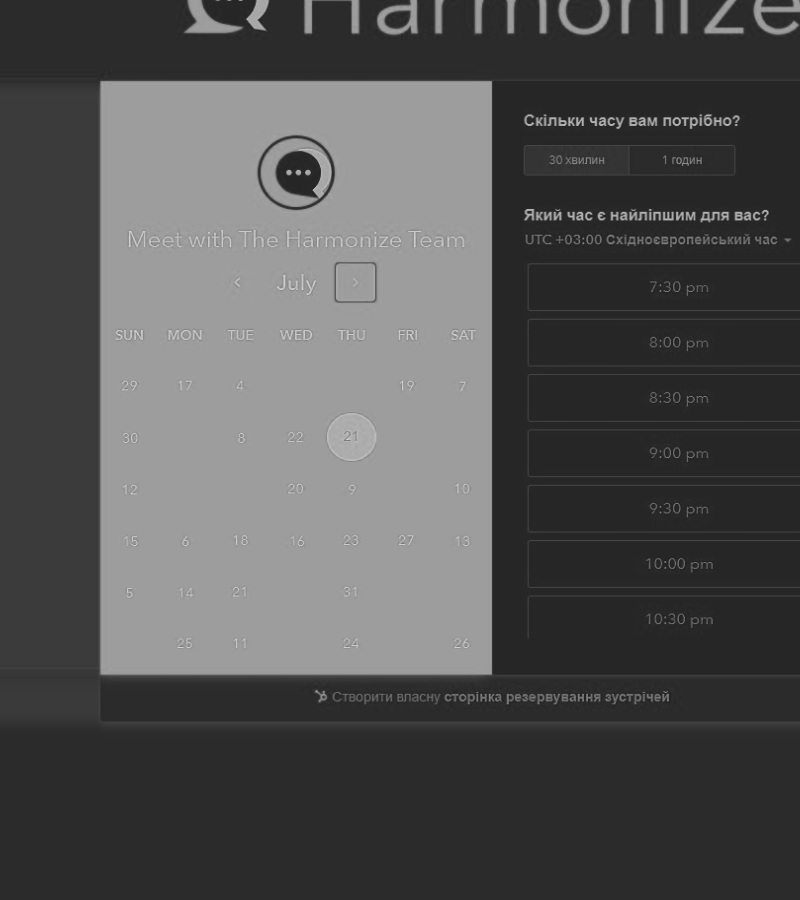 Harmonize
Meet with The Harmonize Team
July
SUN MON TUE WED THU FRI SAT
29 17 4 19 7
30 8 22 21
12 20 9 10
15 6 18 16 23 27 13
5 14 21 31
25 11 24 26
Скільки часу вам потрібно?
30 хвилин 1 годин
Який час є найліпшим для вас?
UTC +03:00 Східноєвропейський час
7:30 pm
8:00 pm
8:30 pm
9:00 pm
9:30 pm
10:00 pm
10:30 pm
Створити власну сторінка резервування зустрічей